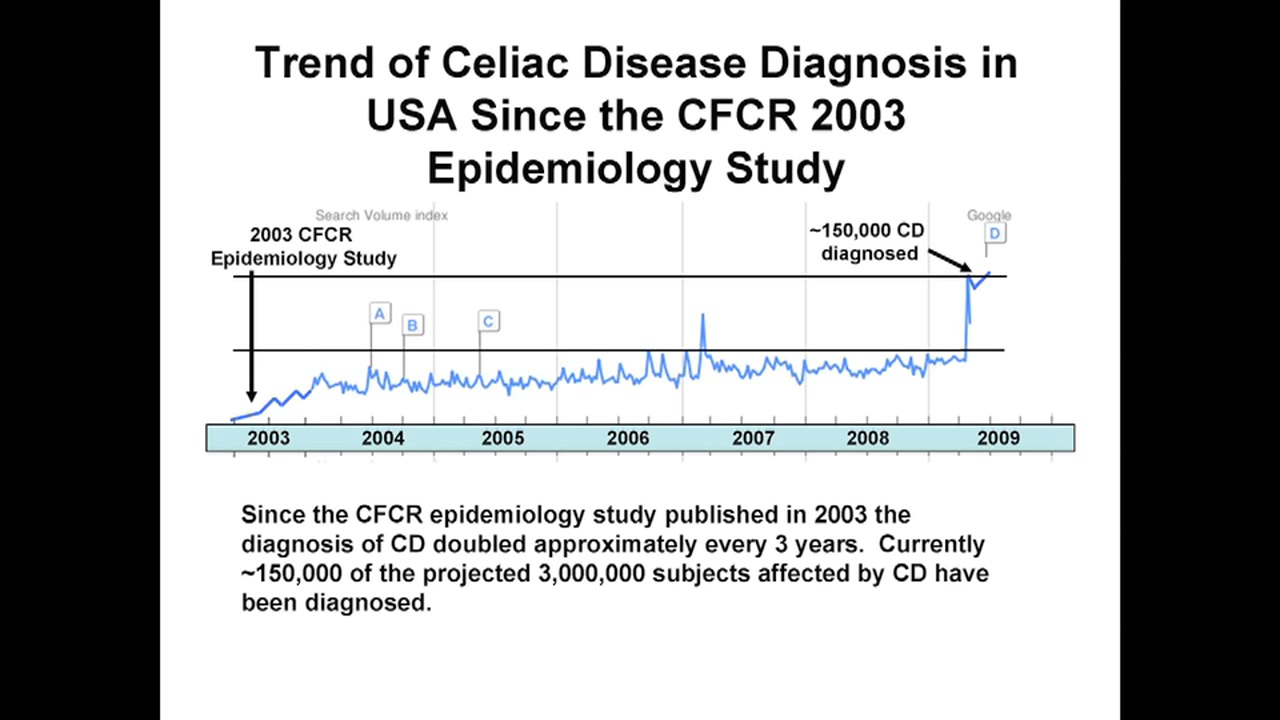 Trend of Celiac Disease Diagnosis in
USA Since the CFCR 2003
Epidemiology Study
Search Volume index
Google
2003 CFCR
Epidemiology Study
~150,000 CD
diagnosed
D
A
B
C
2003 2004 2005 2006 2007 2008 2009
Since the CFCR epidemiology study published in 2003 the
diagnosis of CD doubled approximately every 3 years. Currently
~150,000 of the projected 3,000,000 subjects affected by CD have
been diagnosed.